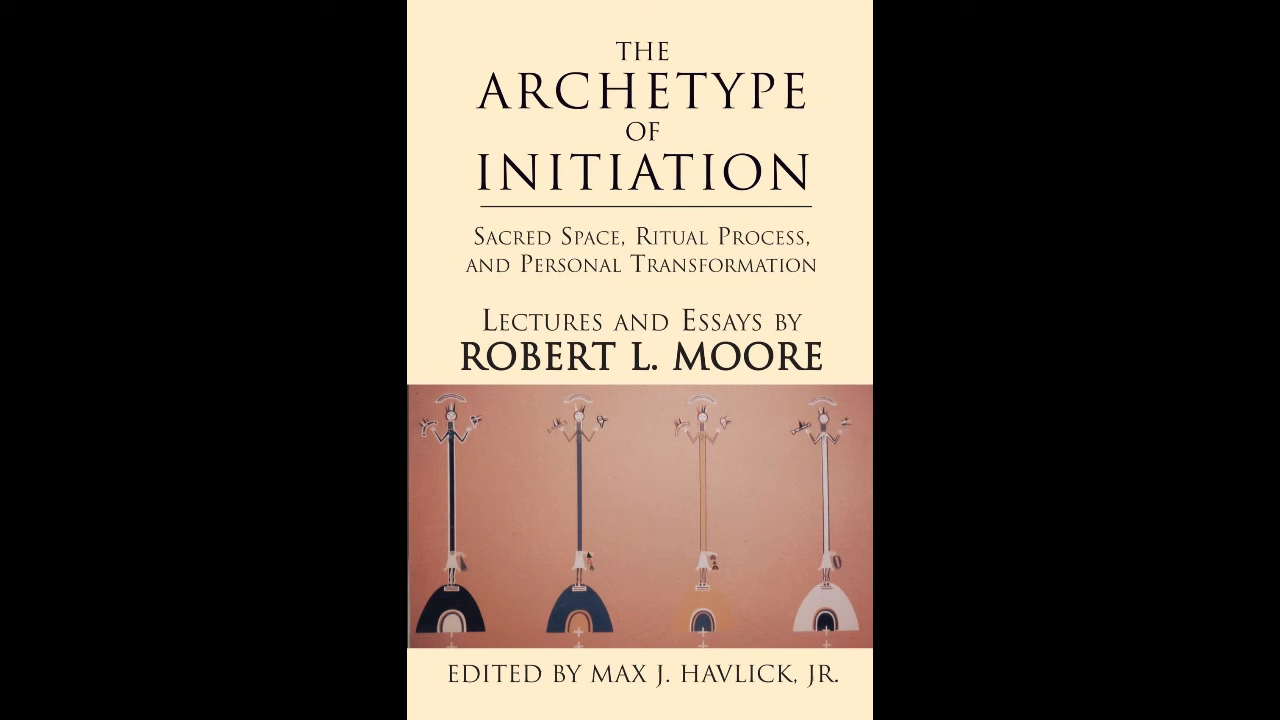 THE
ARCHETYPE
OF
INITIATION
SACRED SPACE, RITUAL PROCESS,
AND PERSONAL TRANSFORMATION
LECTURES AND ESSAYS BY
ROBERT L. MOORE
EDITED BY MAX J. HAVLICK, JR.